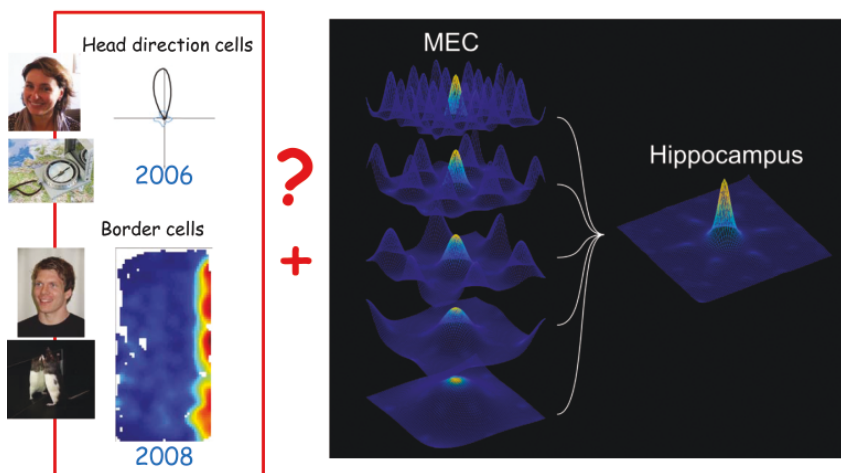 Head direction cells
2006
Border cells
2008
?
+
MEC
Hippocampus